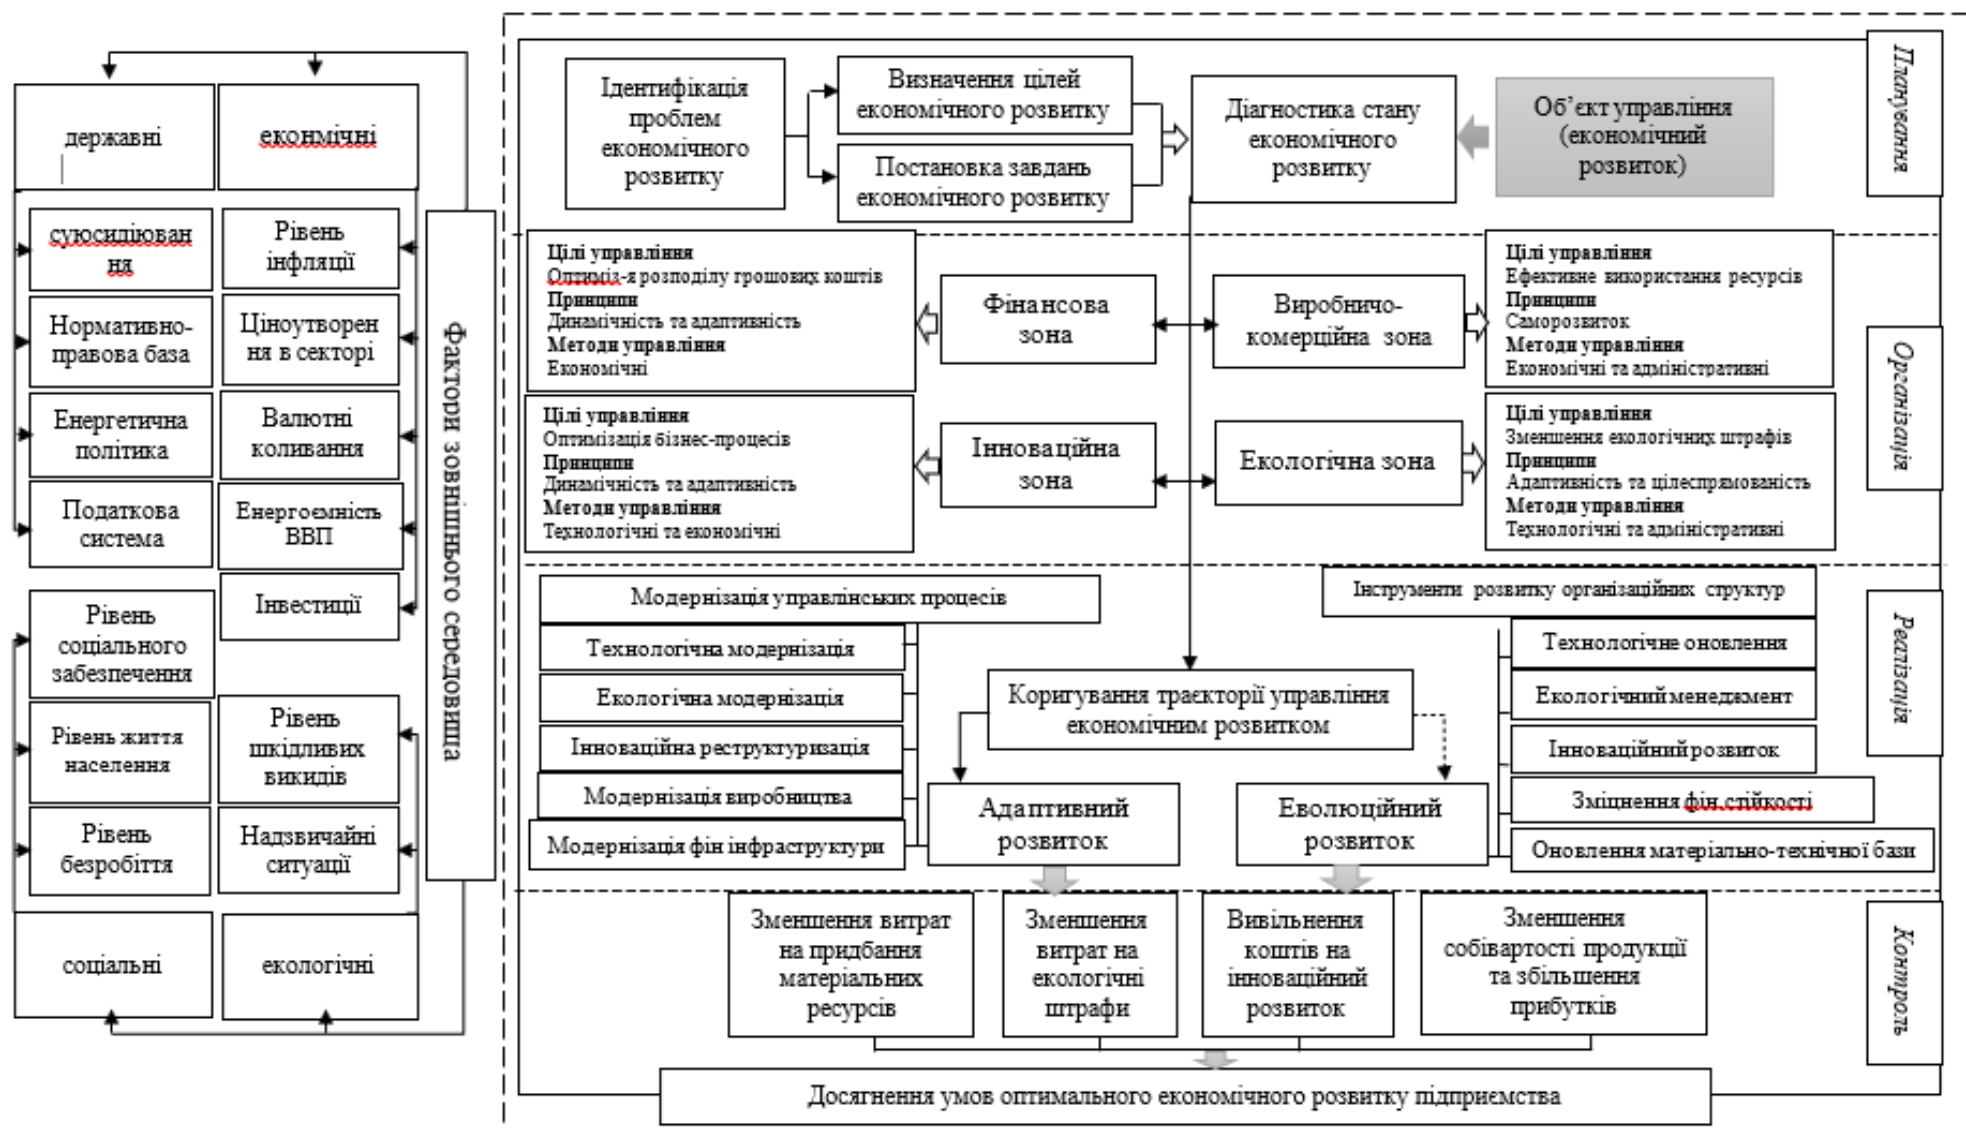 державні
еконмічні
суюсидіюван
ня
Рівень
інфляції
Нормативно-
правова база
Ціноутворен
ня в секторі
Енергетична
політика
Валютні
коливання
Податкова
система
Енергоємність
ВВП
Інвестиції
Рівень
соціального
забезпечення
Рівень життя
населення
Рівень
шкідливих
викидів
Рівень
безробіття
Надзвичайні
ситуації
соціальні
екологічні
Фактори зовнішнього середовища
Ідентифікація
проблем
економічного
розвитку
Визначення цілей
економічного розвитку
Постановка завдань
економічного розвитку
Діагностика стану
економічного
розвитку
Об’єкт управління
(економічний
розвиток)
Планування
Цілі управління
Оптиміз-я розподілу грошових коштів
Принципи
Динамічність та адаптивність
Методи управління
Економічні
Фінансова
зона
Виробничо-
комерційна зона
Цілі управління
Ефективне використання ресурсів
Принципи
Саморозвиток
Методи управління
Економічні та адміністративні
Цілі управління
Оптимізація бізнес-процесів
Принципи
Динамічність та адаптивність
Методи управління
Технологічні та економічні
Інноваційна
зона
Екологічна зона
Цілі управління
Зменшення екологічних штрафів
Принципи
Адаптивність та цілеспрямованість
Методи управління
Технологічні та адміністративні
Організація
Модернізація управлінських процесів
Технологічна модернізація
Екологічна модернізація
Інноваційна реструктуризація
Модернізація виробництва
Модернізація фін інфраструктури
Коригування траєкторії управління
економічним розвитком
Адаптивний
розвиток
Еволюційний
розвиток
Інструменти розвитку організаційних структур
Технологічне оновлення
Екологічний менеджмент
Інноваційний розвиток
Зміцнення фін.стійкості
Оновлення матеріально-технічної бази
Реалізація
Зменшення витрат
на придбання
матеріальних
ресурсів
Зменшення
витрат на
екологічні
штрафи
Вивільнення
коштів на
інноваційний
розвиток
Зменшення
собівартості продукції
та збільшення
прибутків
Контроль
Досягнення умов оптимального економічного розвитку підприємства